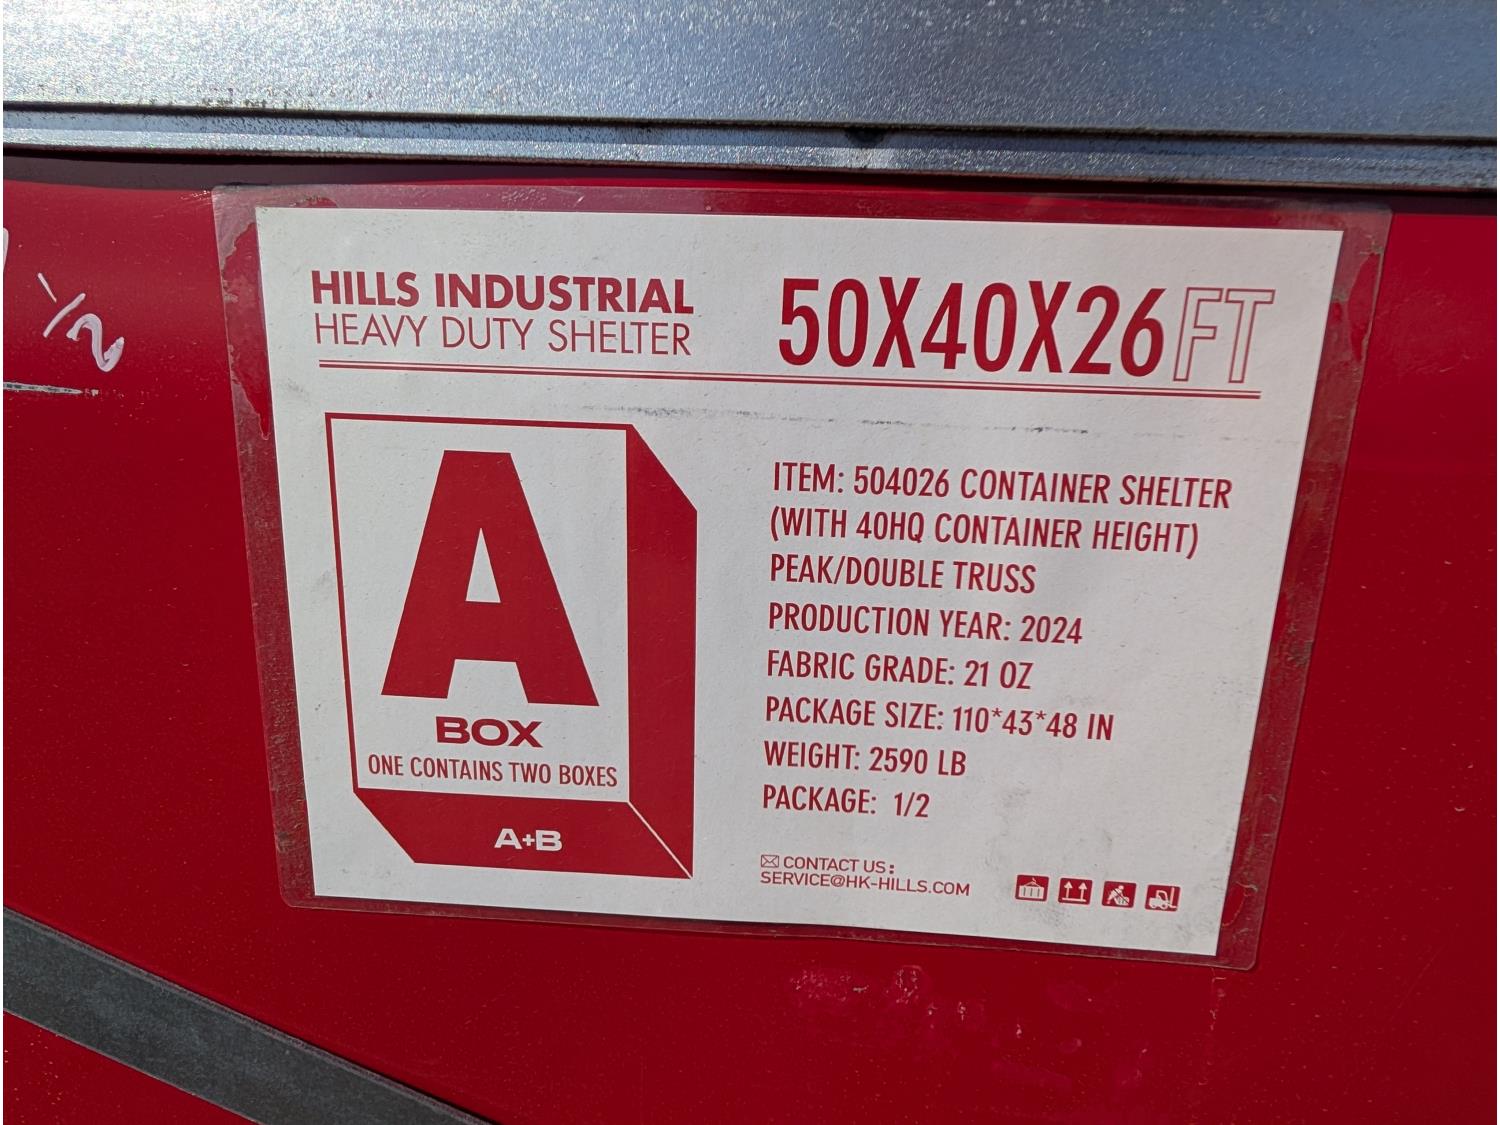 1/2
HILLS INDUSTRIAL
HEAVY DUTY SHELTER
50X40X26FT
A
BOX
ONE CONTAINS TWO BOXES
A+B
ITEM: 504026 CONTAINER SHELTER
(WITH 40HQ CONTAINER HEIGHT)
PEAK/DOUBLE TRUSS
PRODUCTION YEAR: 2024
FABRIC GRADE: 21 OZ
PACKAGE SIZE: 110*43*48 IN
WEIGHT: 2590 LB
PACKAGE: 1/2
CONTACT US:
SERVICE@HK-HILLS.COM